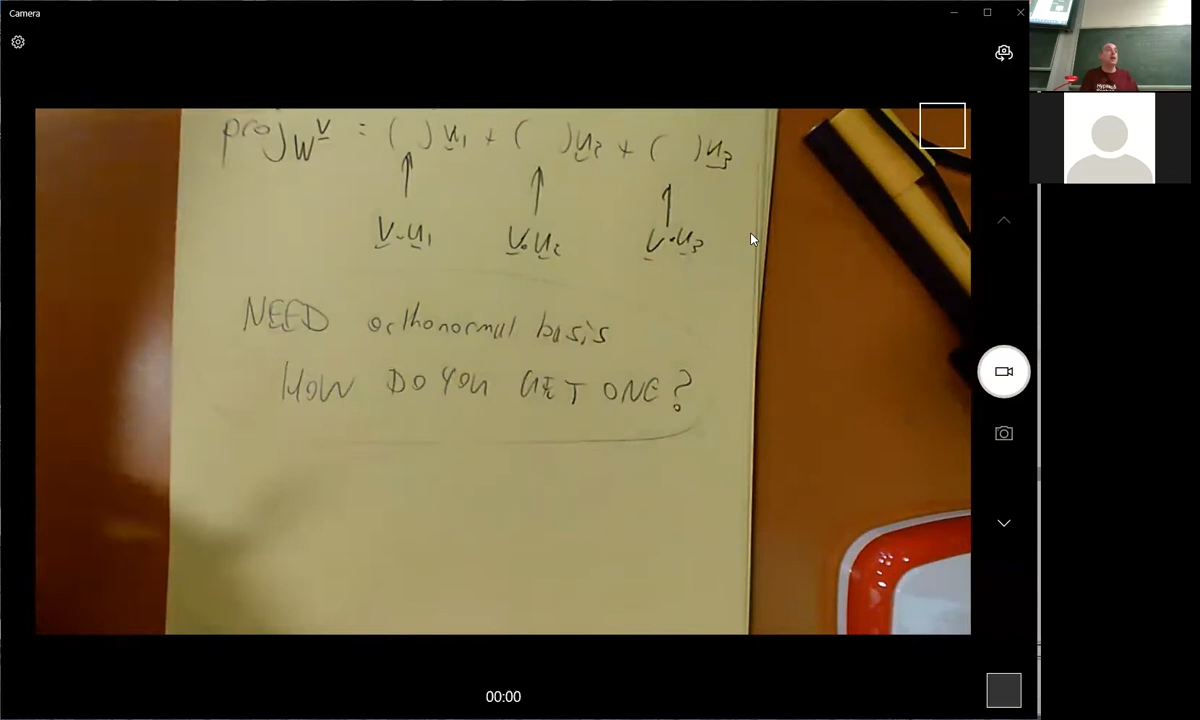 Camera
proj_W v = ( )u₁ + ( )u₂ + ( )u₃
v·u₁ v·u₂ v·u₃
NEED orthonormal basis
HOW DO YOU GET ONE?
00:00